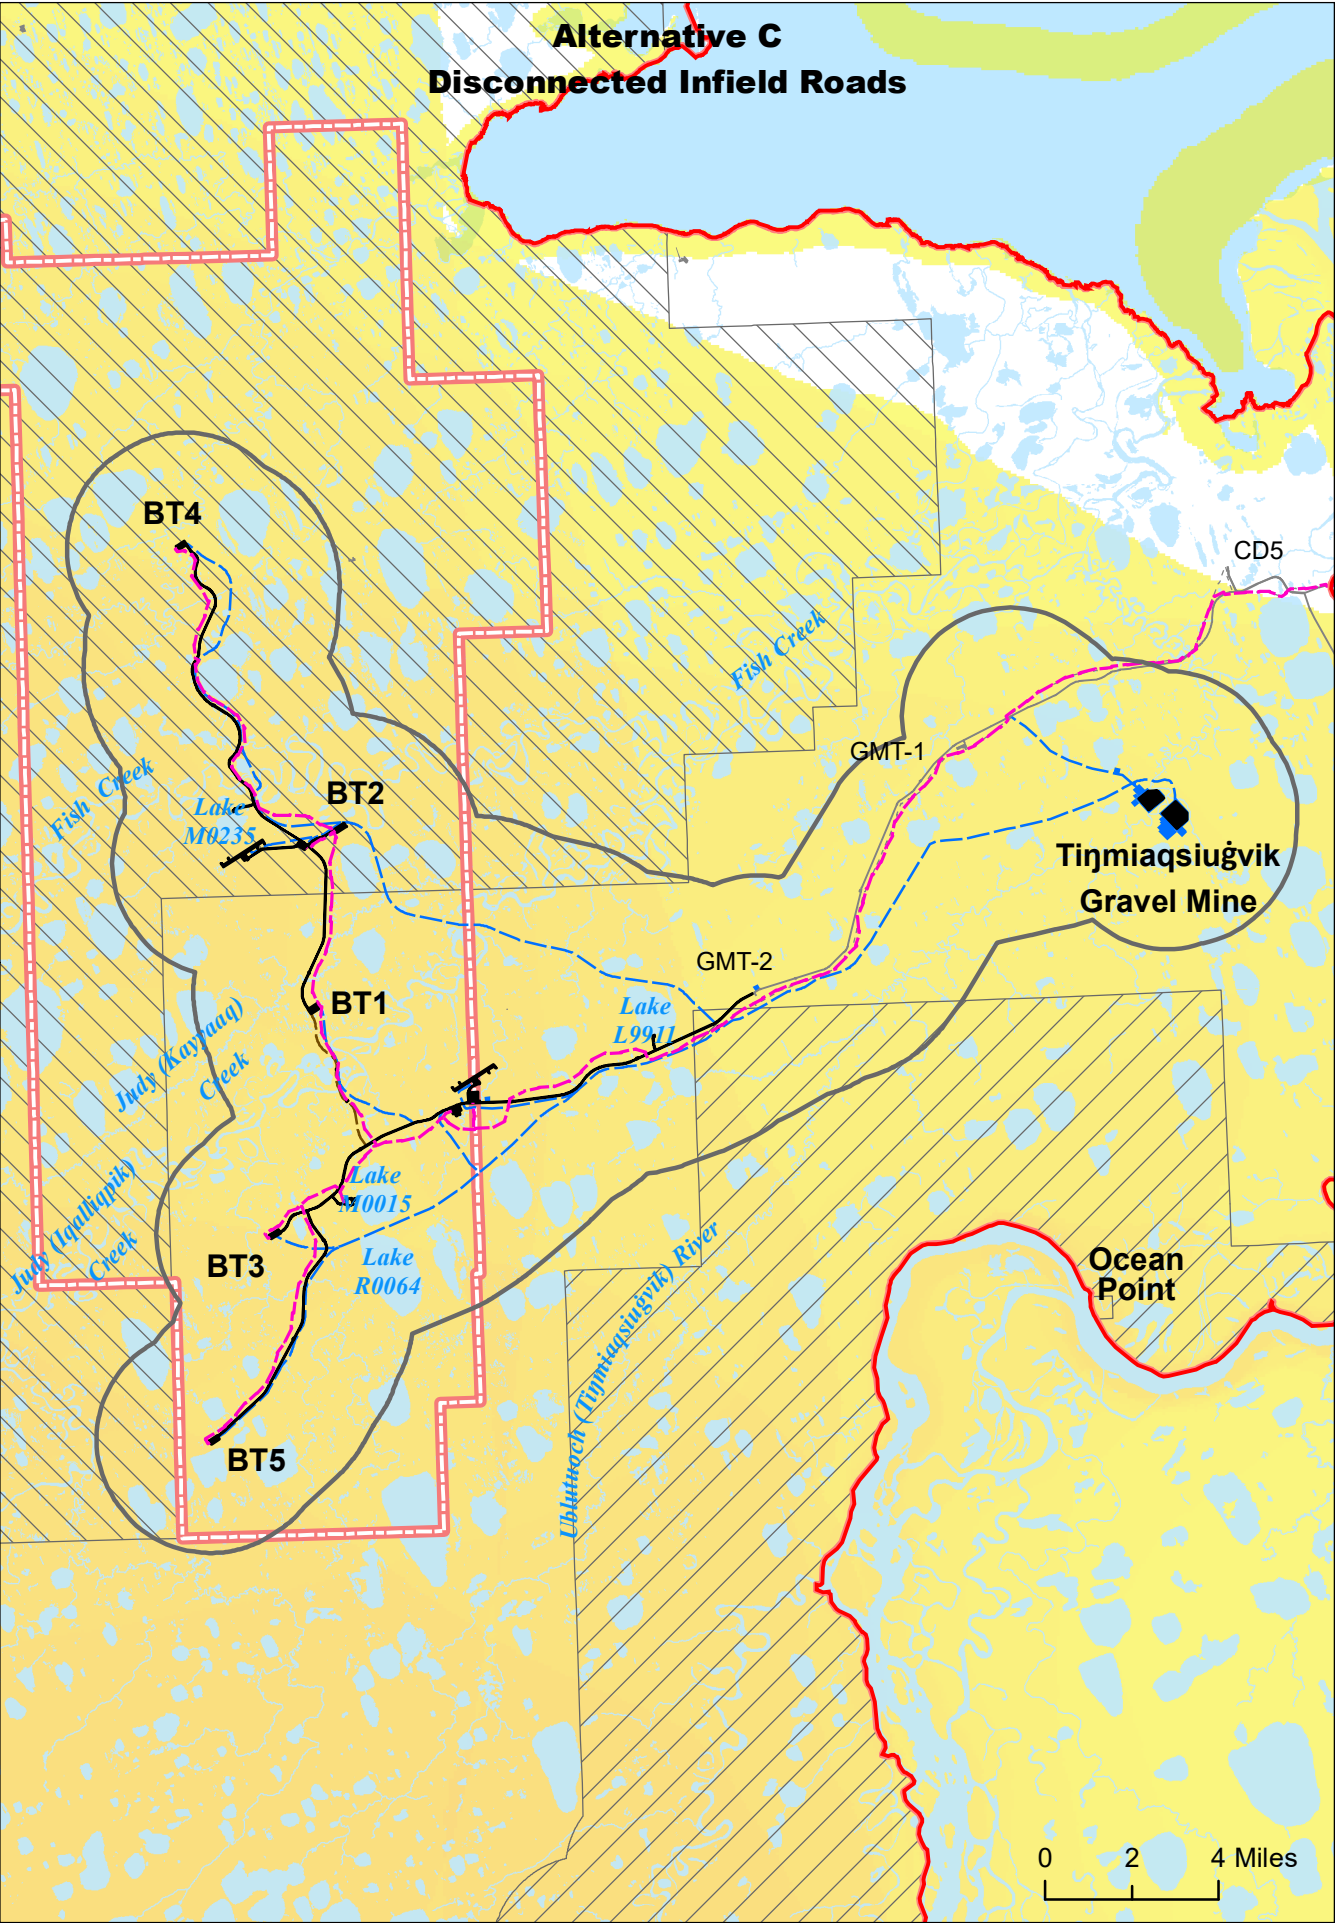 Alternative C
Disconnected Infield Roads
BT4
CD5
Fish Creek
GMT-1
Fish Creek
BT2
Lake
M0235
Tiŋmiaqsiuġvik
Gravel Mine
GMT-2
BT1
Lake
L9911
Judy (Kayyaaq)
Creek
Lake
M0015
Judy (Iqalliqpik)
Creek
BT3
Lake
R0064
Ublutuoch (Tiŋmiaqsiuġvik) River
Ocean
Point
BT5
0 2 4 Miles